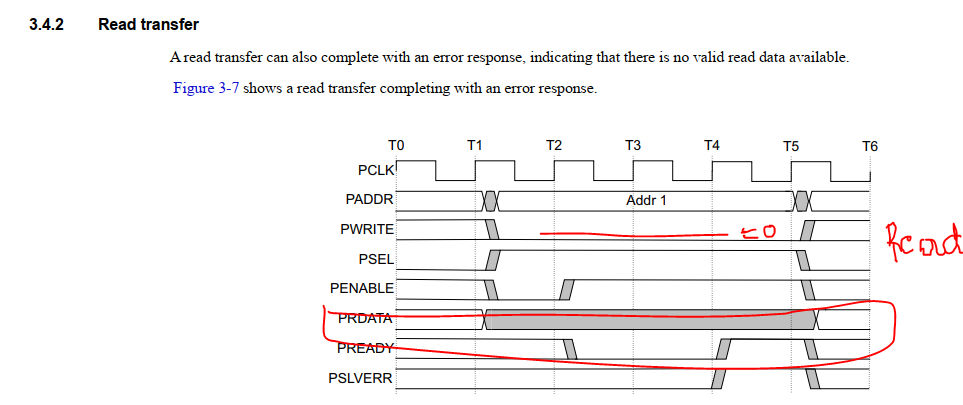 3.4.2 Read transfer
A read transfer can also complete with an error response, indicating that there is no valid read data available.
Figure 3-7 shows a read transfer completing with an error response.
T0 T1 T2 T3 T4 T5 T6
PCLK
PADDR Addr 1
PWRITE =0 Read
PSEL
PENABLE
PRDATA
PREADY
PSLVERR